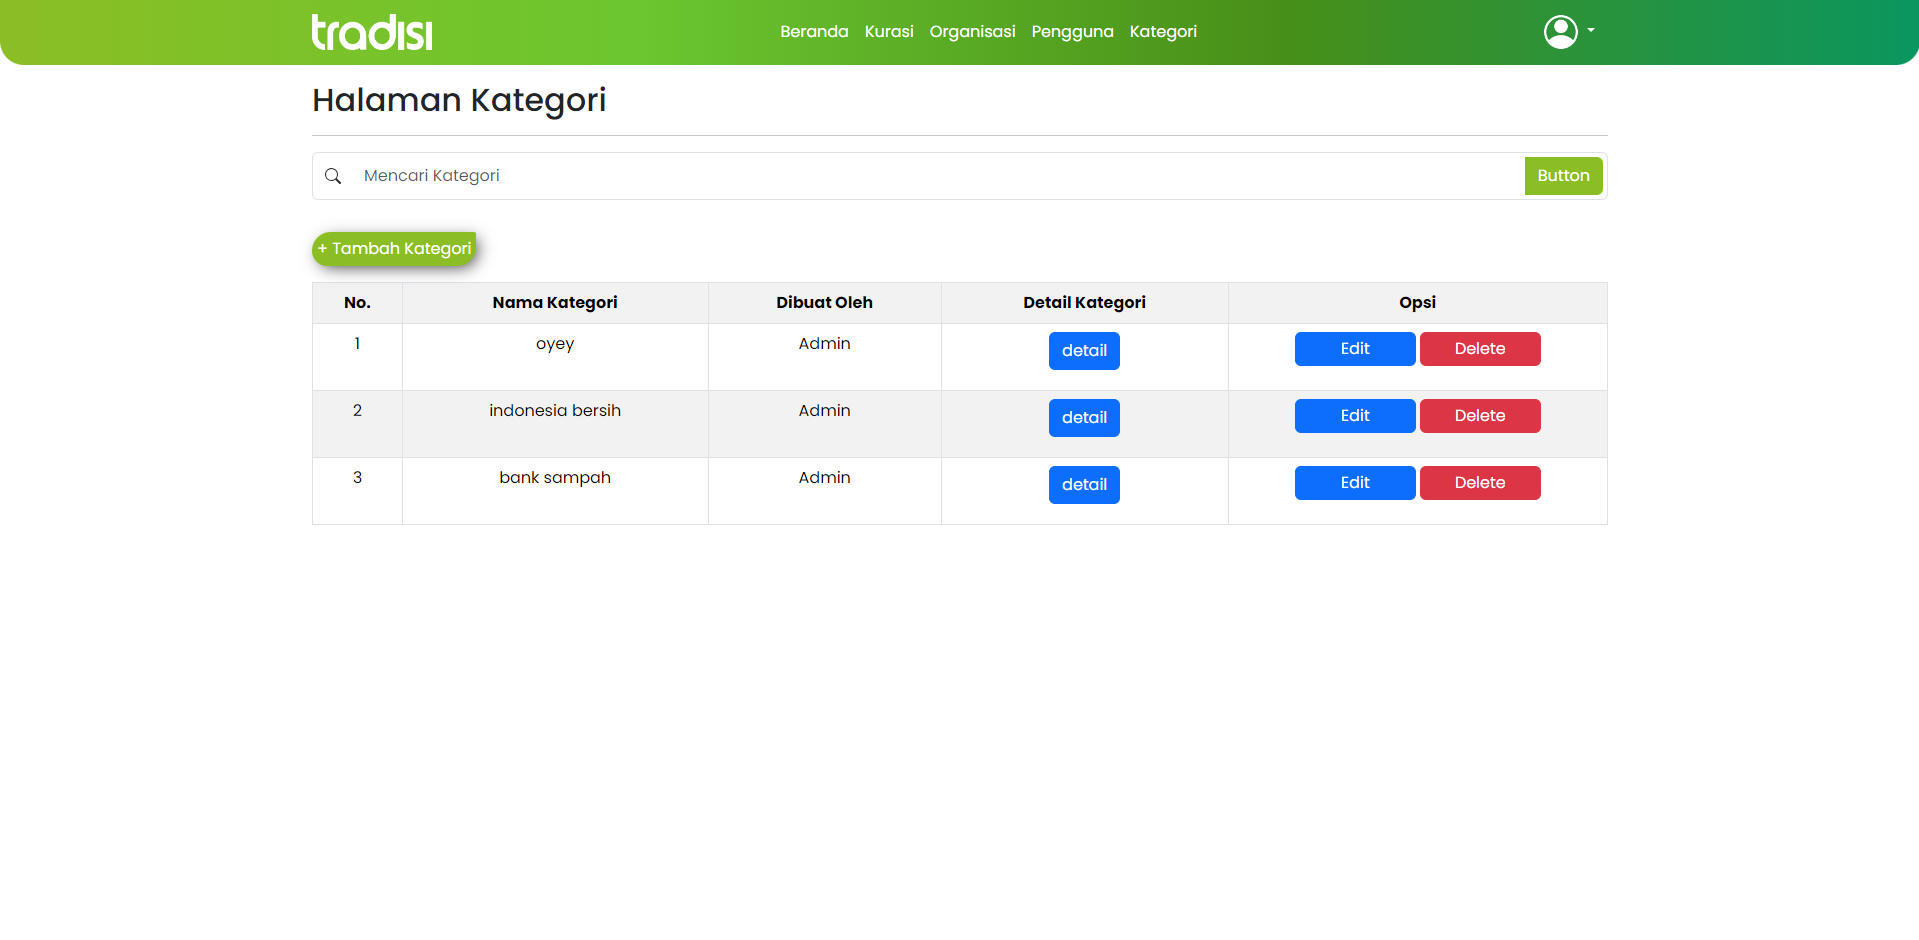 tradisi
Beranda Kurasi Organisasi Pengguna Kategori
Halaman Kategori
Mencari Kategori Button
+ Tambah Kategori
No. Nama Kategori Dibuat Oleh Detail Kategori Opsi
1 oyey Admin detail Edit Delete
2 indonesia bersih Admin detail Edit Delete
3 bank sampah Admin detail Edit Delete